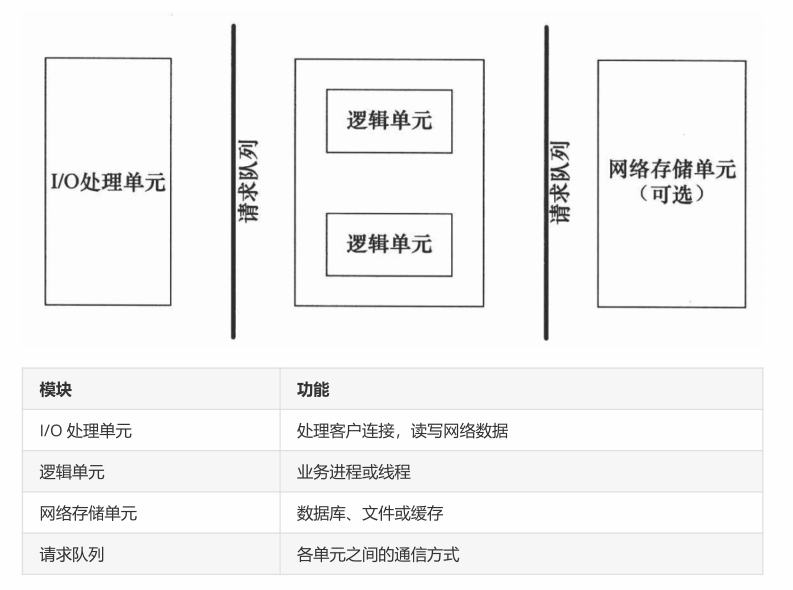 I/O处理单元
请求队列
逻辑单元
逻辑单元
请求队列
网络存储单元
（可选）
模块 功能
I/O 处理单元 处理客户连接，读写网络数据
逻辑单元 业务进程或线程
网络存储单元 数据库、文件或缓存
请求队列 各单元之间的通信方式